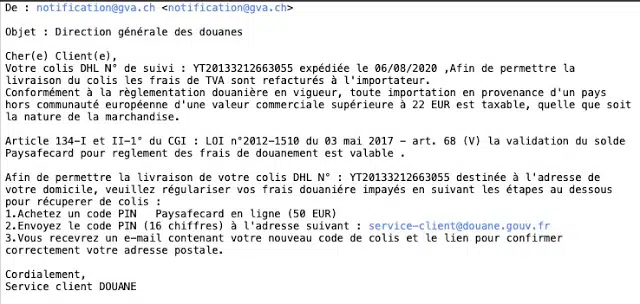 De : notification@gva.ch <notification@gva.ch>
Objet : Direction générale des douanes
Cher(e) Client(e),
Votre colis DHL N° de suivi : YT20133212663055 expédiée le 06/08/2020 ,Afin de permettre la
livraison du colis les frais de TVA sont refacturés à l'importateur.
Conformément à la règlementation douanière en vigueur, toute importation en provenance d'un pays
hors communauté européenne d'une valeur commerciale supérieure à 22 EUR est taxable, quelle que soit
la nature de la marchandise.
Article 134-I et II-1° du CGI : LOI n°2012-1510 du 03 mai 2017 - art. 68 (V) la validation du solde
Paysafecard pour reglement des frais de douanement est valable .
Afin de permettre la livraison de votre colis DHL N° : YT20133212663055 destinée à l'adresse de
votre domicile, veuillez régulariser vos frais douaniére impayés en suivant les étapes au dessous
pour récuperer de colis :
1.Achetez un code PIN   Paysafecard en ligne (50 EUR)
2.Envoyez le code PIN (16 chiffres) à l'adresse suivant : service-client@douane.gouv.fr
3.Vous recevrez un e-mail contenant votre nouveau code de colis et le lien pour confirmer
correctement votre adresse postale.
Cordialement,
Service client DOUANE